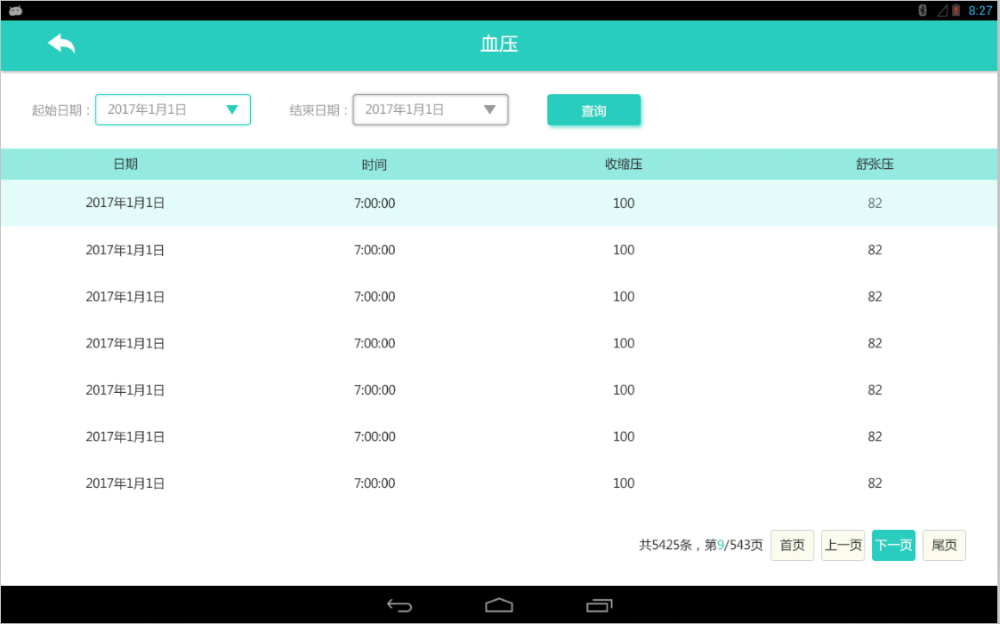 8:27
血压
起始日期： 2017年1月1日 结束日期： 2017年1月1日 查询
日期 时间 收缩压 舒张压
2017年1月1日 7:00:00 100 82
2017年1月1日 7:00:00 100 82
2017年1月1日 7:00:00 100 82
2017年1月1日 7:00:00 100 82
2017年1月1日 7:00:00 100 82
2017年1月1日 7:00:00 100 82
2017年1月1日 7:00:00 100 82
共5425条，第9/543页 首页 上一页 下一页 尾页